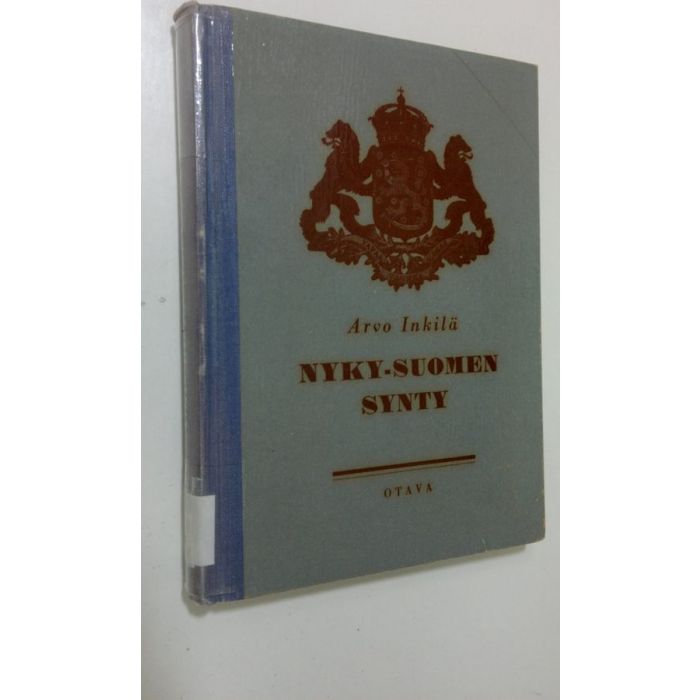 Arvo Inkilä
NYKY-SUOMEN
SYNTY
OTAVA